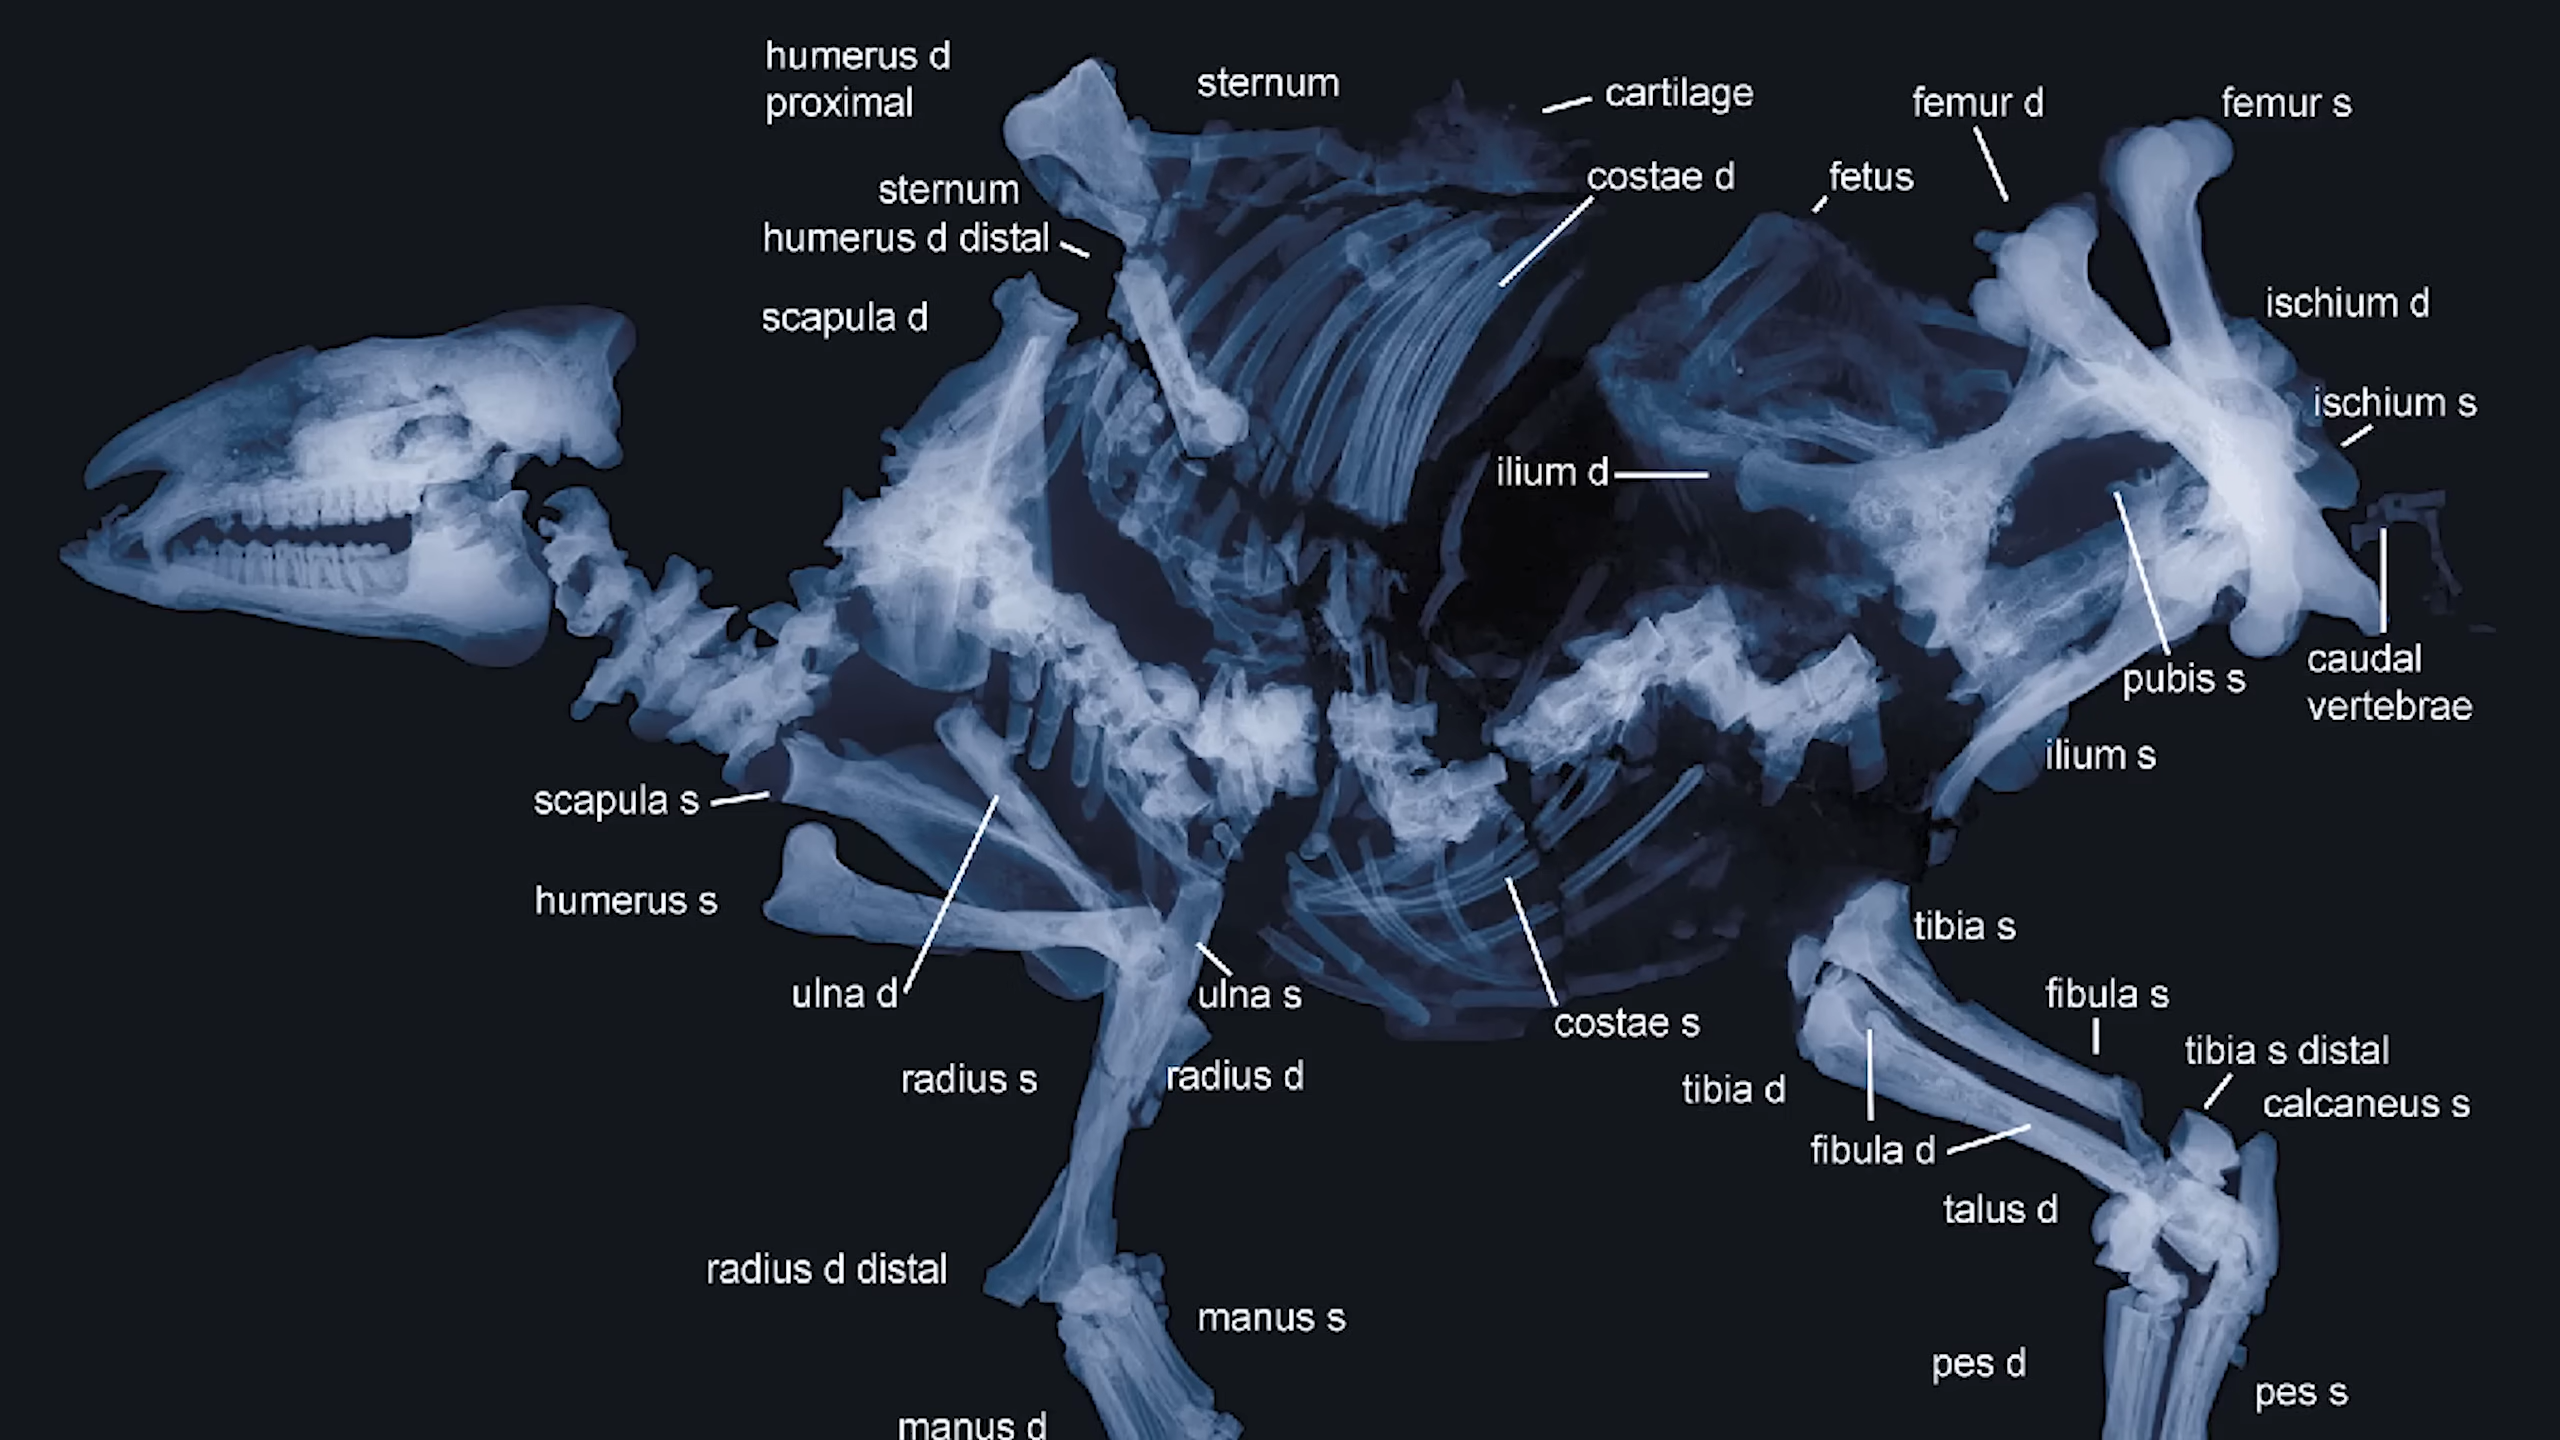 humerus d
proximal
sternum
cartilage
femur d
femur s
sternum
costae d
fetus
humerus d distal
scapula d
ischium d
ischium s
ilium d
pubis s
caudal
vertebrae
ilium s
scapula s
humerus s
tibia s
ulna d
ulna s
fibula s
costae s
tibia s distal
radius s
radius d
tibia d
calcaneus s
fibula d
talus d
radius d distal
manus s
pes d
pes s
manus d